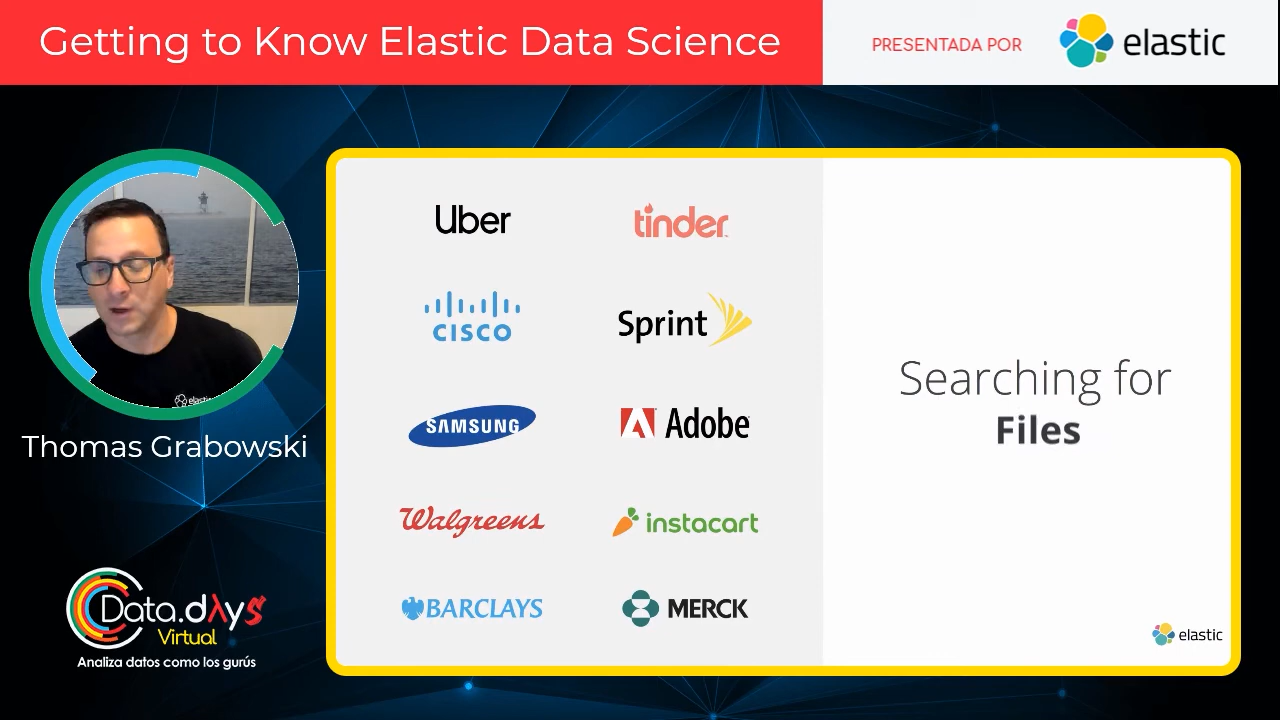 Getting to Know Elastic Data Science
PRESENTADA POR
elastic
Uber
tinder
CISCO
Sprint
SAMSUNG
Adobe
Walgreens
instacart
BARCLAYS
MERCK
Searching for
Files
elastic
elastic
Thomas Grabowski
Data.dAyS
Virtual
Analiza datos como los gurús